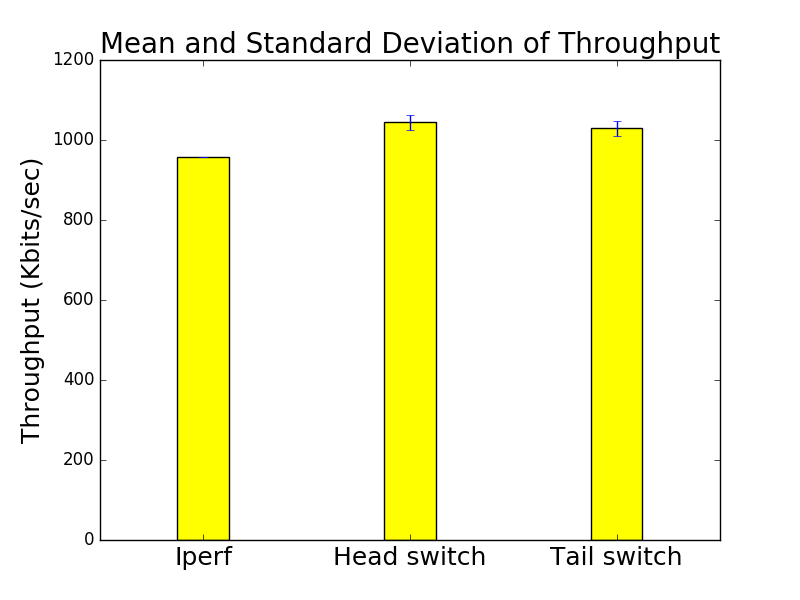 Mean and Standard Deviation of Throughput
1200
1000
800
600
400
200
0
Throughput (Kbits/sec)
Iperf
Head switch
Tail switch